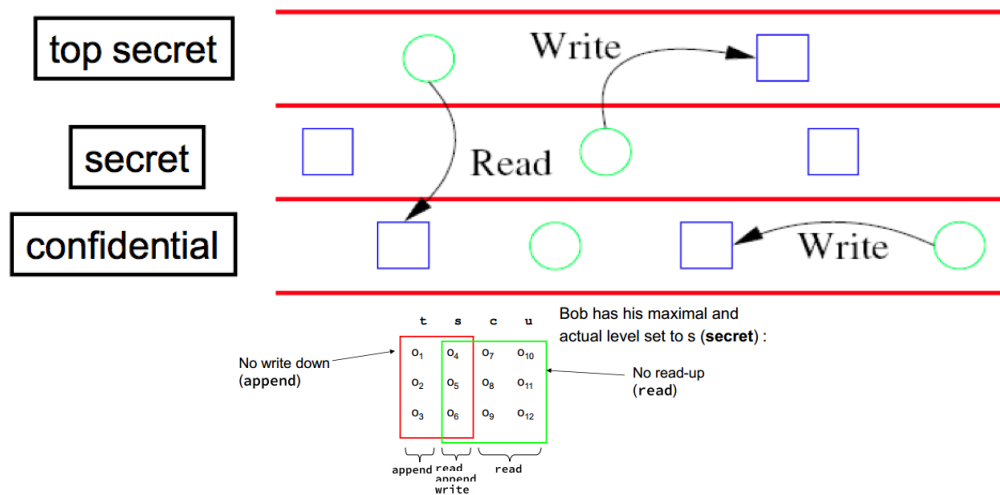 top secret
Write
secret
Read
confidential
Write
Bob has his maximal and
actual level set to s (secret) :
t s c u
No write down
(append)
o1 o4 o7 o10
o2 o5 o8 o11
o3 o6 o9 o12
No read-up
(read)
append
read
append
write
read